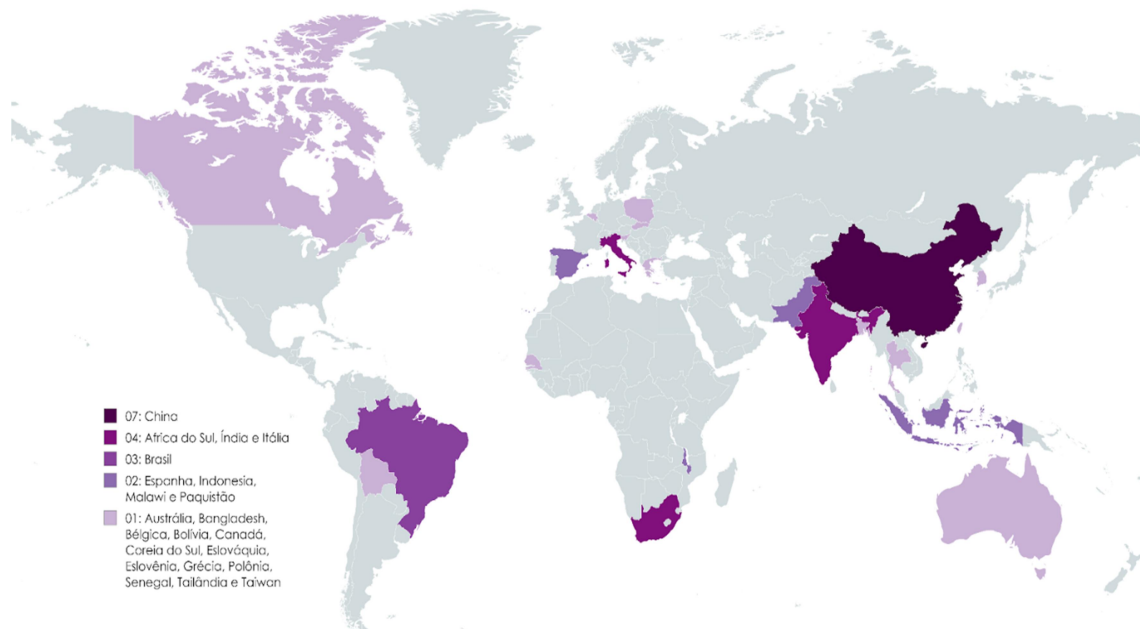 07: China
04: Africa do Sul, Índia e Itália
03: Brasil
02: Espanha, Indonesia,
Malawi e Paquistão
01: Austrália, Bangladesh,
Bélgica, Bolívia, Canadá,
Coreia do Sul, Eslováquia,
Eslovênia, Grécia, Polônia,
Senegal, Tailândia e Taiwan